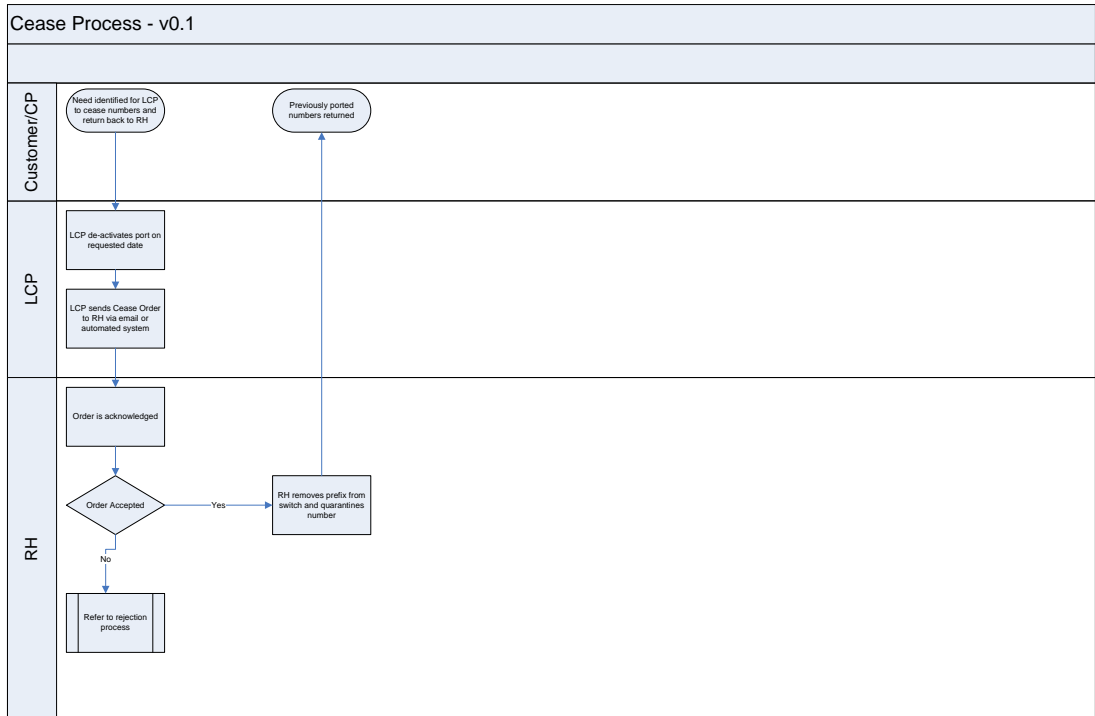 Cease Process - v0.1
Customer/CP
Need identified for LCP
to cease numbers and
return back to RH
Previously ported
numbers returned
LCP
LCP de-activates port on
requested date
LCP sends Cease Order
to RH via email or
automated system
RH
Order is acknowledged
Order Accepted
Yes
RH removes prefix from
switch and quarantines
number
No
Refer to rejection
process